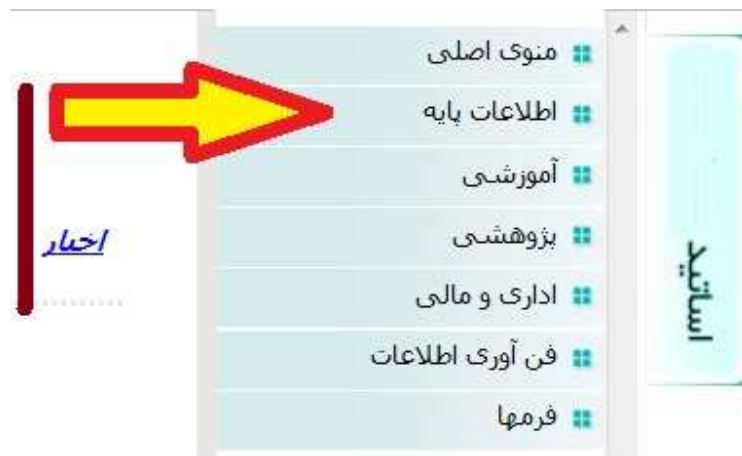 منوی اصلی
اطلاعات پایه
آموزشی
پژوهشی
اداری و مالی
فن آوری اطلاعات
فرمها
اساتید
اخبار